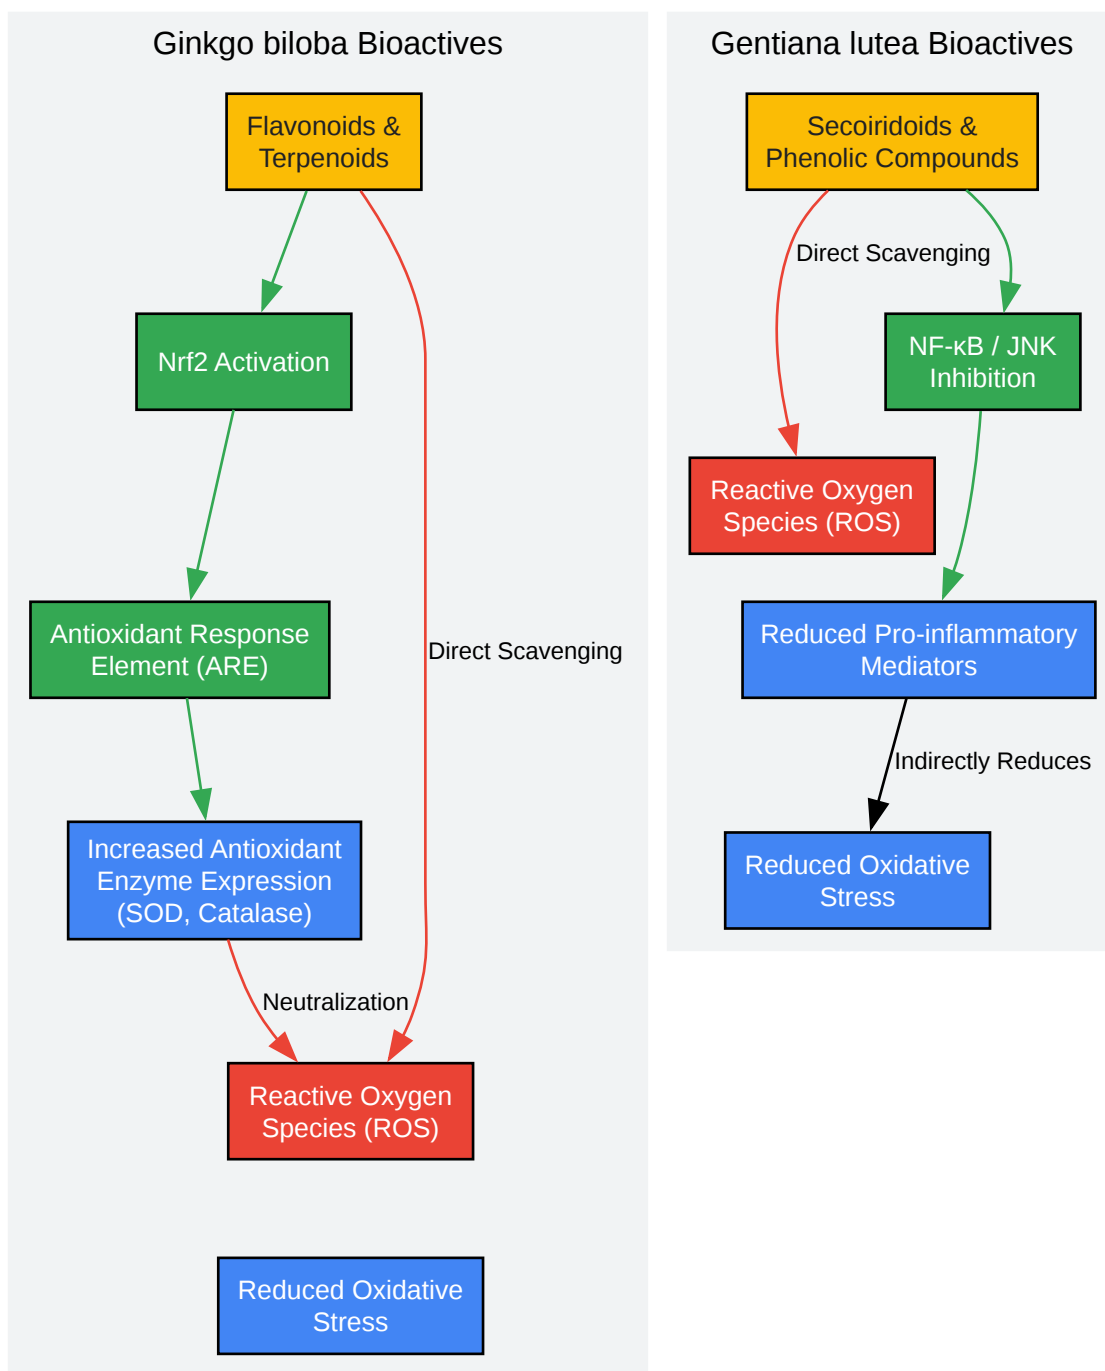 Ginkgo biloba Bioactives
Flavonoids &
Terpenoids
Nrf2 Activation
Antioxidant Response
Element (ARE)
Direct Scavenging
Increased Antioxidant
Enzyme Expression
(SOD, Catalase)
Neutralization
Reactive Oxygen
Species (ROS)
Reduced Oxidative
Stress
Gentiana lutea Bioactives
Secoiridoids &
Phenolic Compounds
Direct Scavenging
NF-κB / JNK
Inhibition
Reactive Oxygen
Species (ROS)
Reduced Pro-inflammatory
Mediators
Indirectly Reduces
Reduced Oxidative
Stress